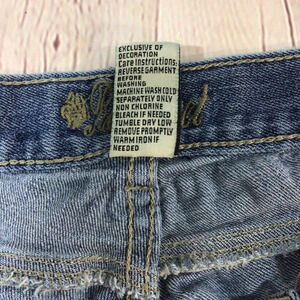 EXCLUSIVE OF
DECORATION
Care Instructions:
REVERSE GARMENT
BEFORE
WASHING
MACHINE WASH COLD
SEPARATELY ONLY
NON CHLORINE
BLEACH IF NEEDED
TUMBLE DRY LOW
REMOVE PROMPTLY
WARM IRON IF
NEEDED